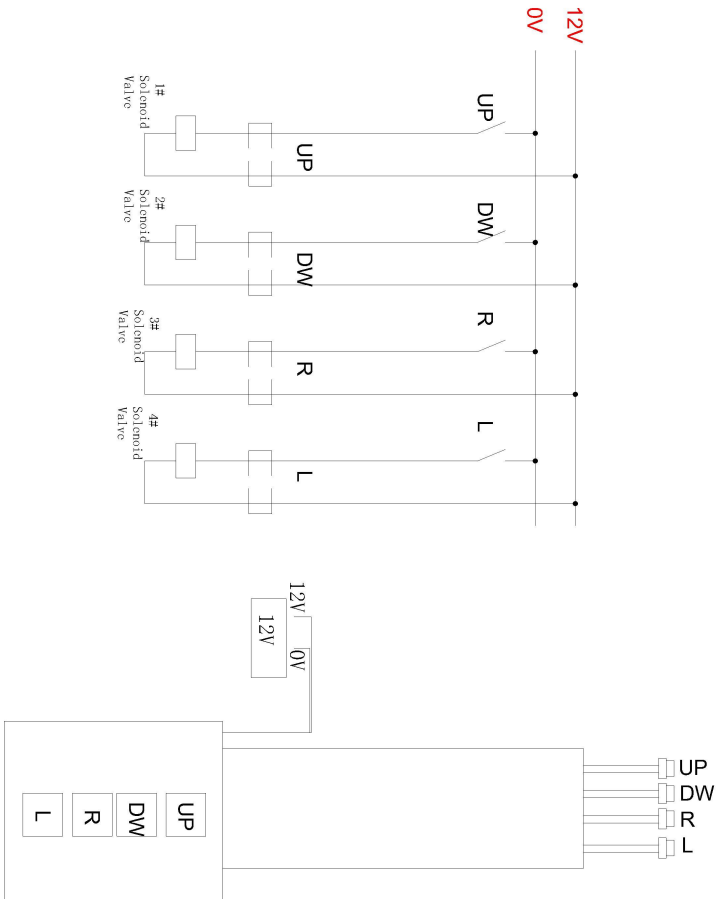 0V
12V
UP
1#
Solenoid
Valve
UP
DW
2#
Solenoid
Valve
DW
R
3#
Solenoid
Valve
R
L
4#
Solenoid
Valve
L
12V
12V
0V
UP
DW
R
L
L
R
DW
UP